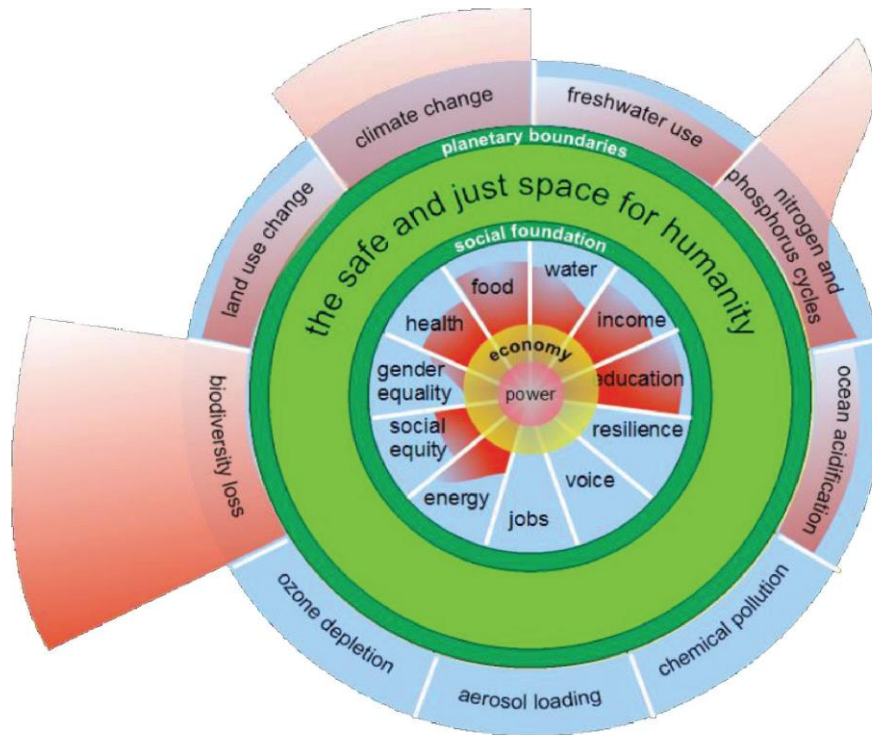 climate change
freshwater use
nitrogen and
phosphorus cycles
ocean acidification
chemical pollution
aerosol loading
ozone depletion
biodiversity loss
land use change
planetary boundaries
the safe and just space for humanity
social foundation
water
income
education
resilience
voice
jobs
energy
social
equity
gender
equality
health
food
economy
power